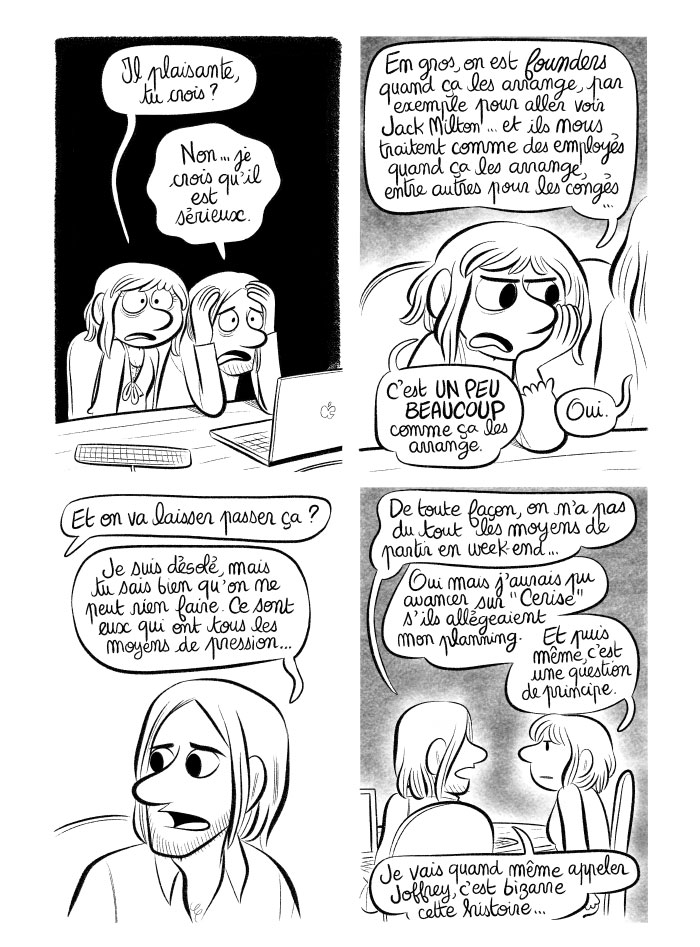 Il plaisante,
tu crois ?
Non... je
crois qu'il
est
sérieux.
En gros, on est founders
quand ça les arrange, par
exemple pour aller voir
Jack Milton... et ils nous
traitent comme des employés
quand ça les arrange,
entre autres pour les congés
...
C'est UN PEU
BEAUCOUP
comme ça les
arrange.
Oui.
Et on va laisser passer ça ?
Je suis désolé, mais
tu sais bien qu'on ne
peut rien faire. Ce sont
eux qui ont tous les
moyens de pression...
De toute façon, on n'a pas
du tout les moyens de
partir en week-end...
Oui mais j'aurais pu
avancer sur "Cerise"
s'ils allégeaient
mon planning.
Et puis
même, c'est
une question
de principe.
Je vais quand même appeler
Joffrey, c'est bizarre
cette histoire...